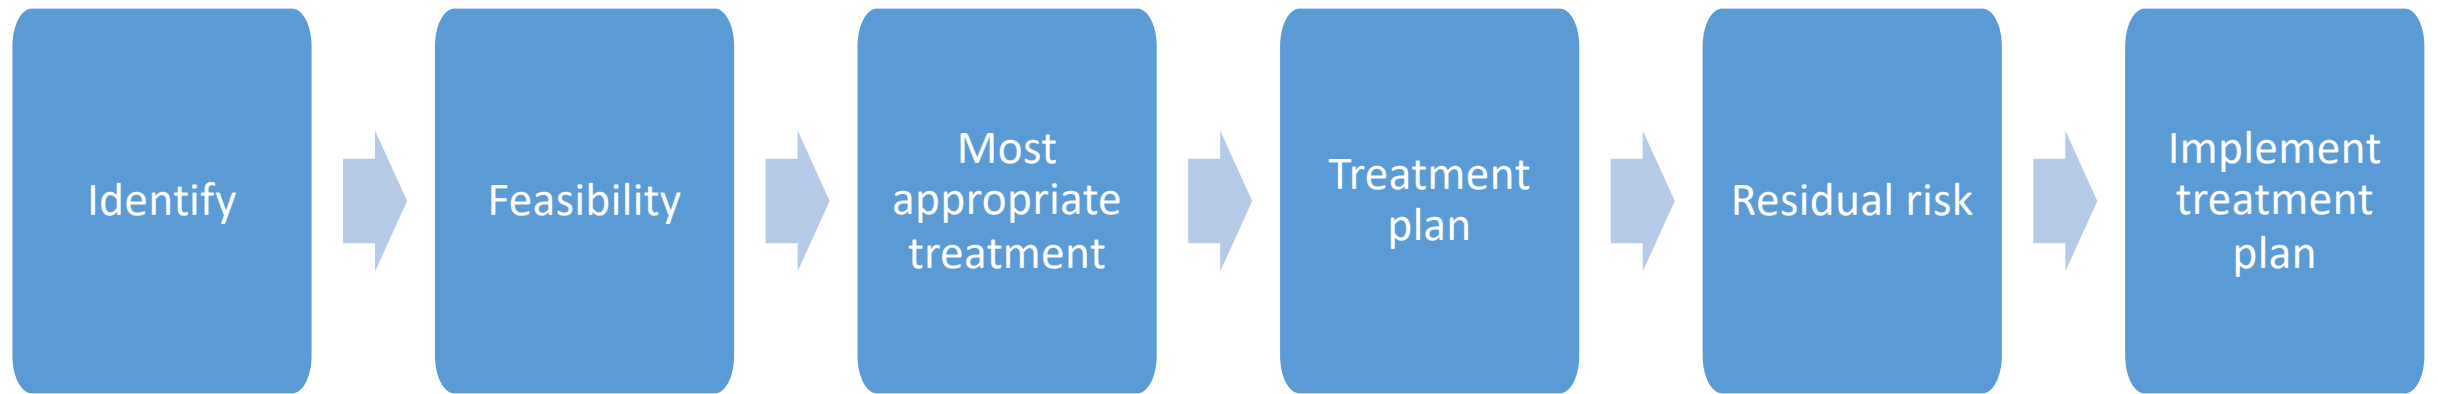 Identify
Feasibility
Most
appropriate
treatment
Treatment
plan
Residual risk
Implement
treatment
plan